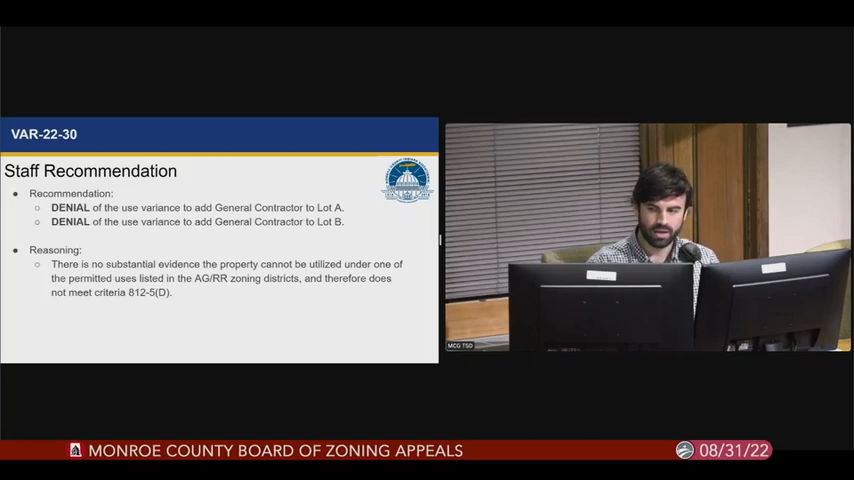 VAR-22-30
Staff Recommendation
● Recommendation:
○ DENIAL of the use variance to add General Contractor to Lot A.
○ DENIAL of the use variance to add General Contractor to Lot B.
● Reasoning:
○ There is no substantial evidence the property cannot be utilized under one of
the permitted uses listed in the AG/RR zoning districts, and therefore does
not meet criteria 812-5(D).
MCG TSD
MONROE COUNTY BOARD OF ZONING APPEALS
08/31/22